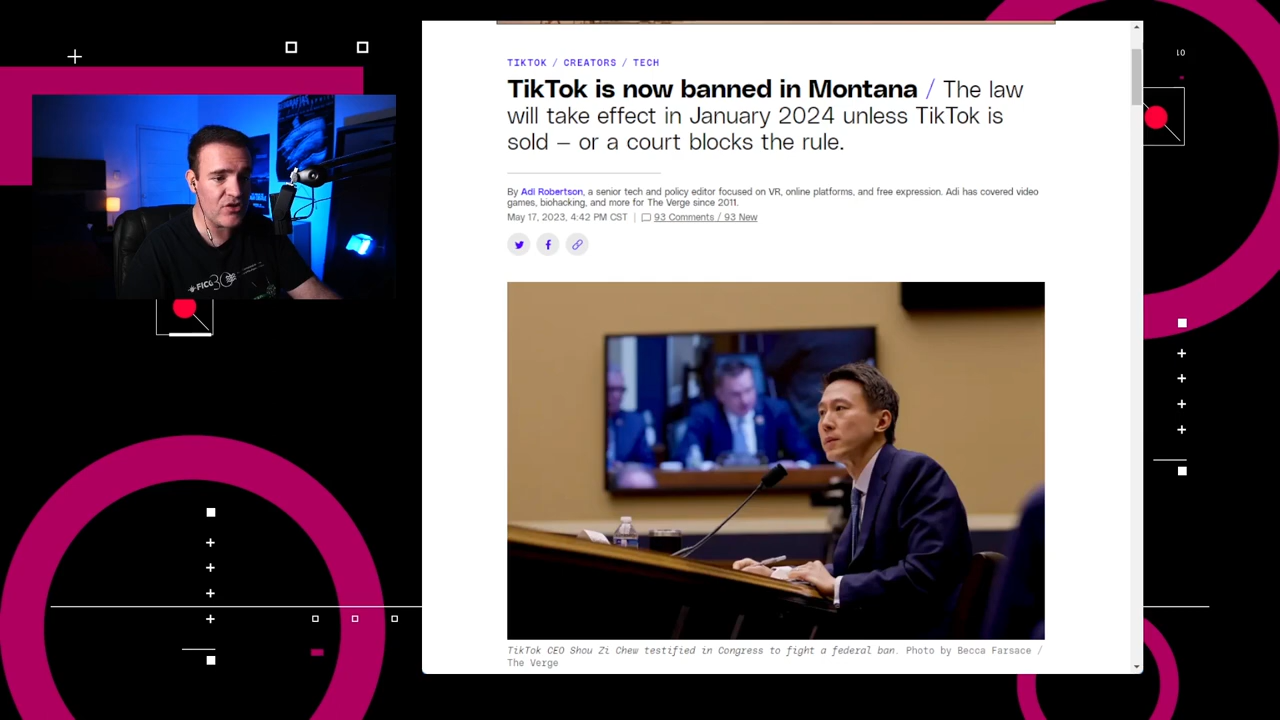 TIKTOK / CREATORS / TECH
TikTok is now banned in Montana / The law
will take effect in January 2024 unless TikTok is
sold — or a court blocks the rule.
By Adi Robertson, a senior tech and policy editor focused on VR, online platforms, and free expression. Adi has covered video
games, biohacking, and more for The Verge since 2011.
May 17, 2023, 4:42 PM CST | 93 Comments / 93 New
TikTok CEO Shou Zi Chew testified in Congress to fight a federal ban. Photo by Becca Farsace /
The Verge
#FICG